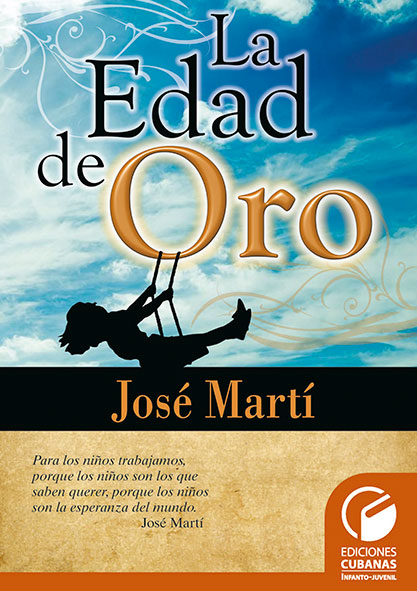 La
Edad
de Oro
José Martí
Para los niños trabajamos,
porque los niños son los que
saben querer, porque los niños
son la esperanza del mundo.
José Martí
EDICIONES
CUBANAS
INFANTO-JUVENIL